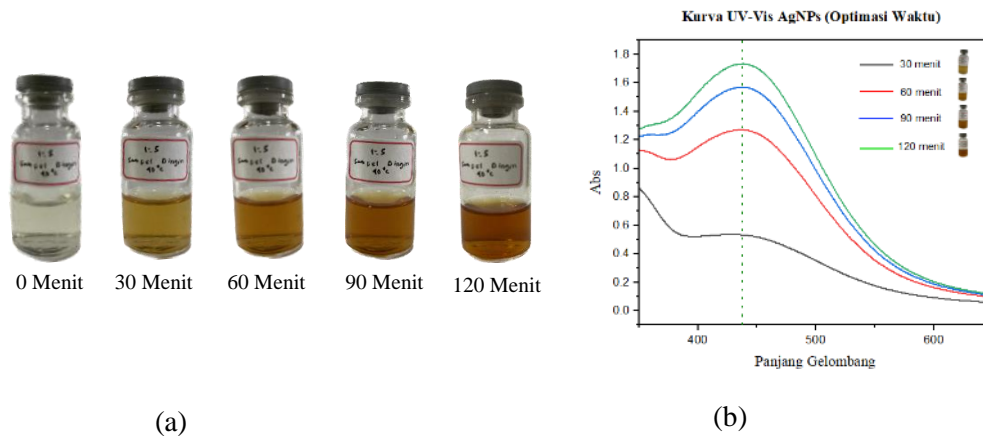 Kurva UV-Vis AgNPs (Optimasi Waktu)
1:5
1:5
1:5
1:5
1:5
0 Menit
30 Menit
60 Menit
90 Menit
120 Menit
(a)
1.8
1.6
1.4
1.2
1.0
0.8
0.6
0.4
0.2
0.0
Abs
30 menit
60 menit
90 menit
120 menit
400
500
600
Panjang Gelombang
(b)